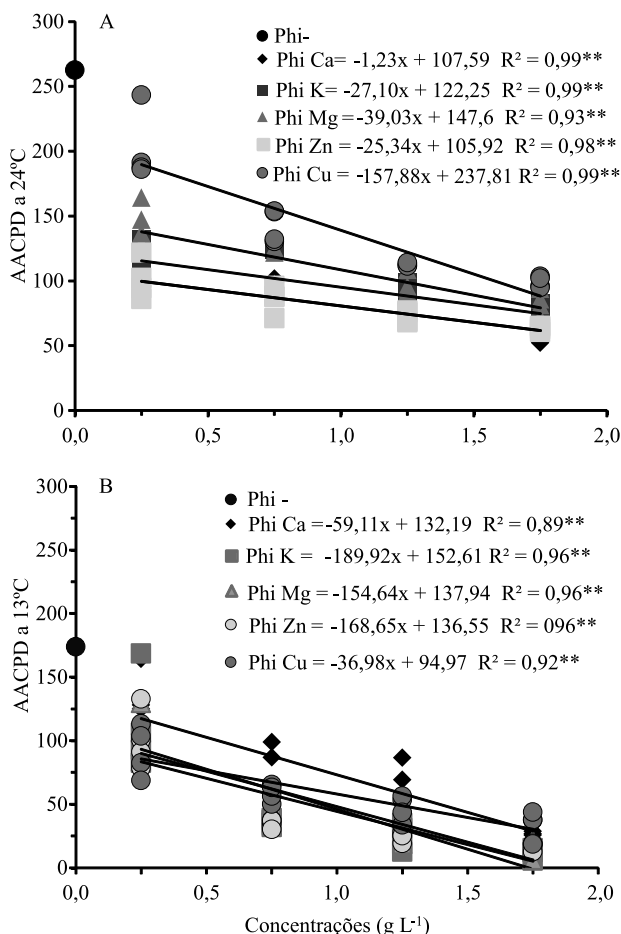 A
Phi-
Phi Ca= -1,23x + 107,59 R² = 0,99**
Phi K= -27,10x + 122,25 R² = 0,99**
Phi Mg= -39,03x + 147,6 R² = 0,93**
Phi Zn = -25,34x + 105,92 R² = 0,98**
Phi Cu = -157,88x + 237,81 R² = 0,99**
AACPD a 24ºC
300
250
200
150
100
50
0
0,0 0,5 1,0 1,5 2,0
B
Phi -
Phi Ca =-59,11x + 132,19 R² = 0,89**
Phi K = -189,92x + 152,61 R² = 0,96**
Phi Mg = -154,64x + 137,94 R² = 0,96**
Phi Zn = -168,65x + 136,55 R² = 096**
Phi Cu = -36,98x + 94,97 R² = 0,92**
AACPD a 13ºC
300
250
200
150
100
50
0
0,0 0,5 1,0 1,5 2,0
Concentrações (g L⁻¹)